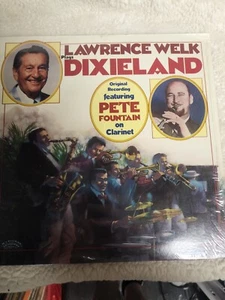 LAWRENCE WELK
Plays
DIXIELAND
Original
Recording
featuring
PETE
FOUNTAIN
on
Clarinet